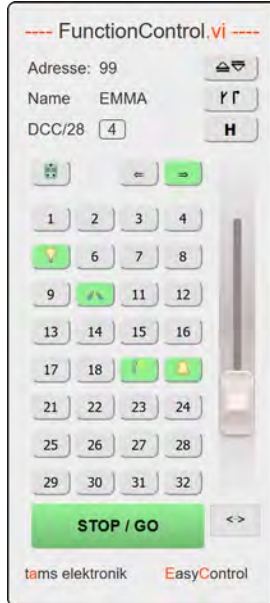 ---- FunctionControl.vi ----
Adresse: 99
Name EMMA
DCC/28 4
H
1 2 3 4
6 7 8
9 11 12
13 14 15 16
17 18
21 22 23 24
25 26 27 28
29 30 31 32
STOP / GO <>
tams elektronik EasyControl